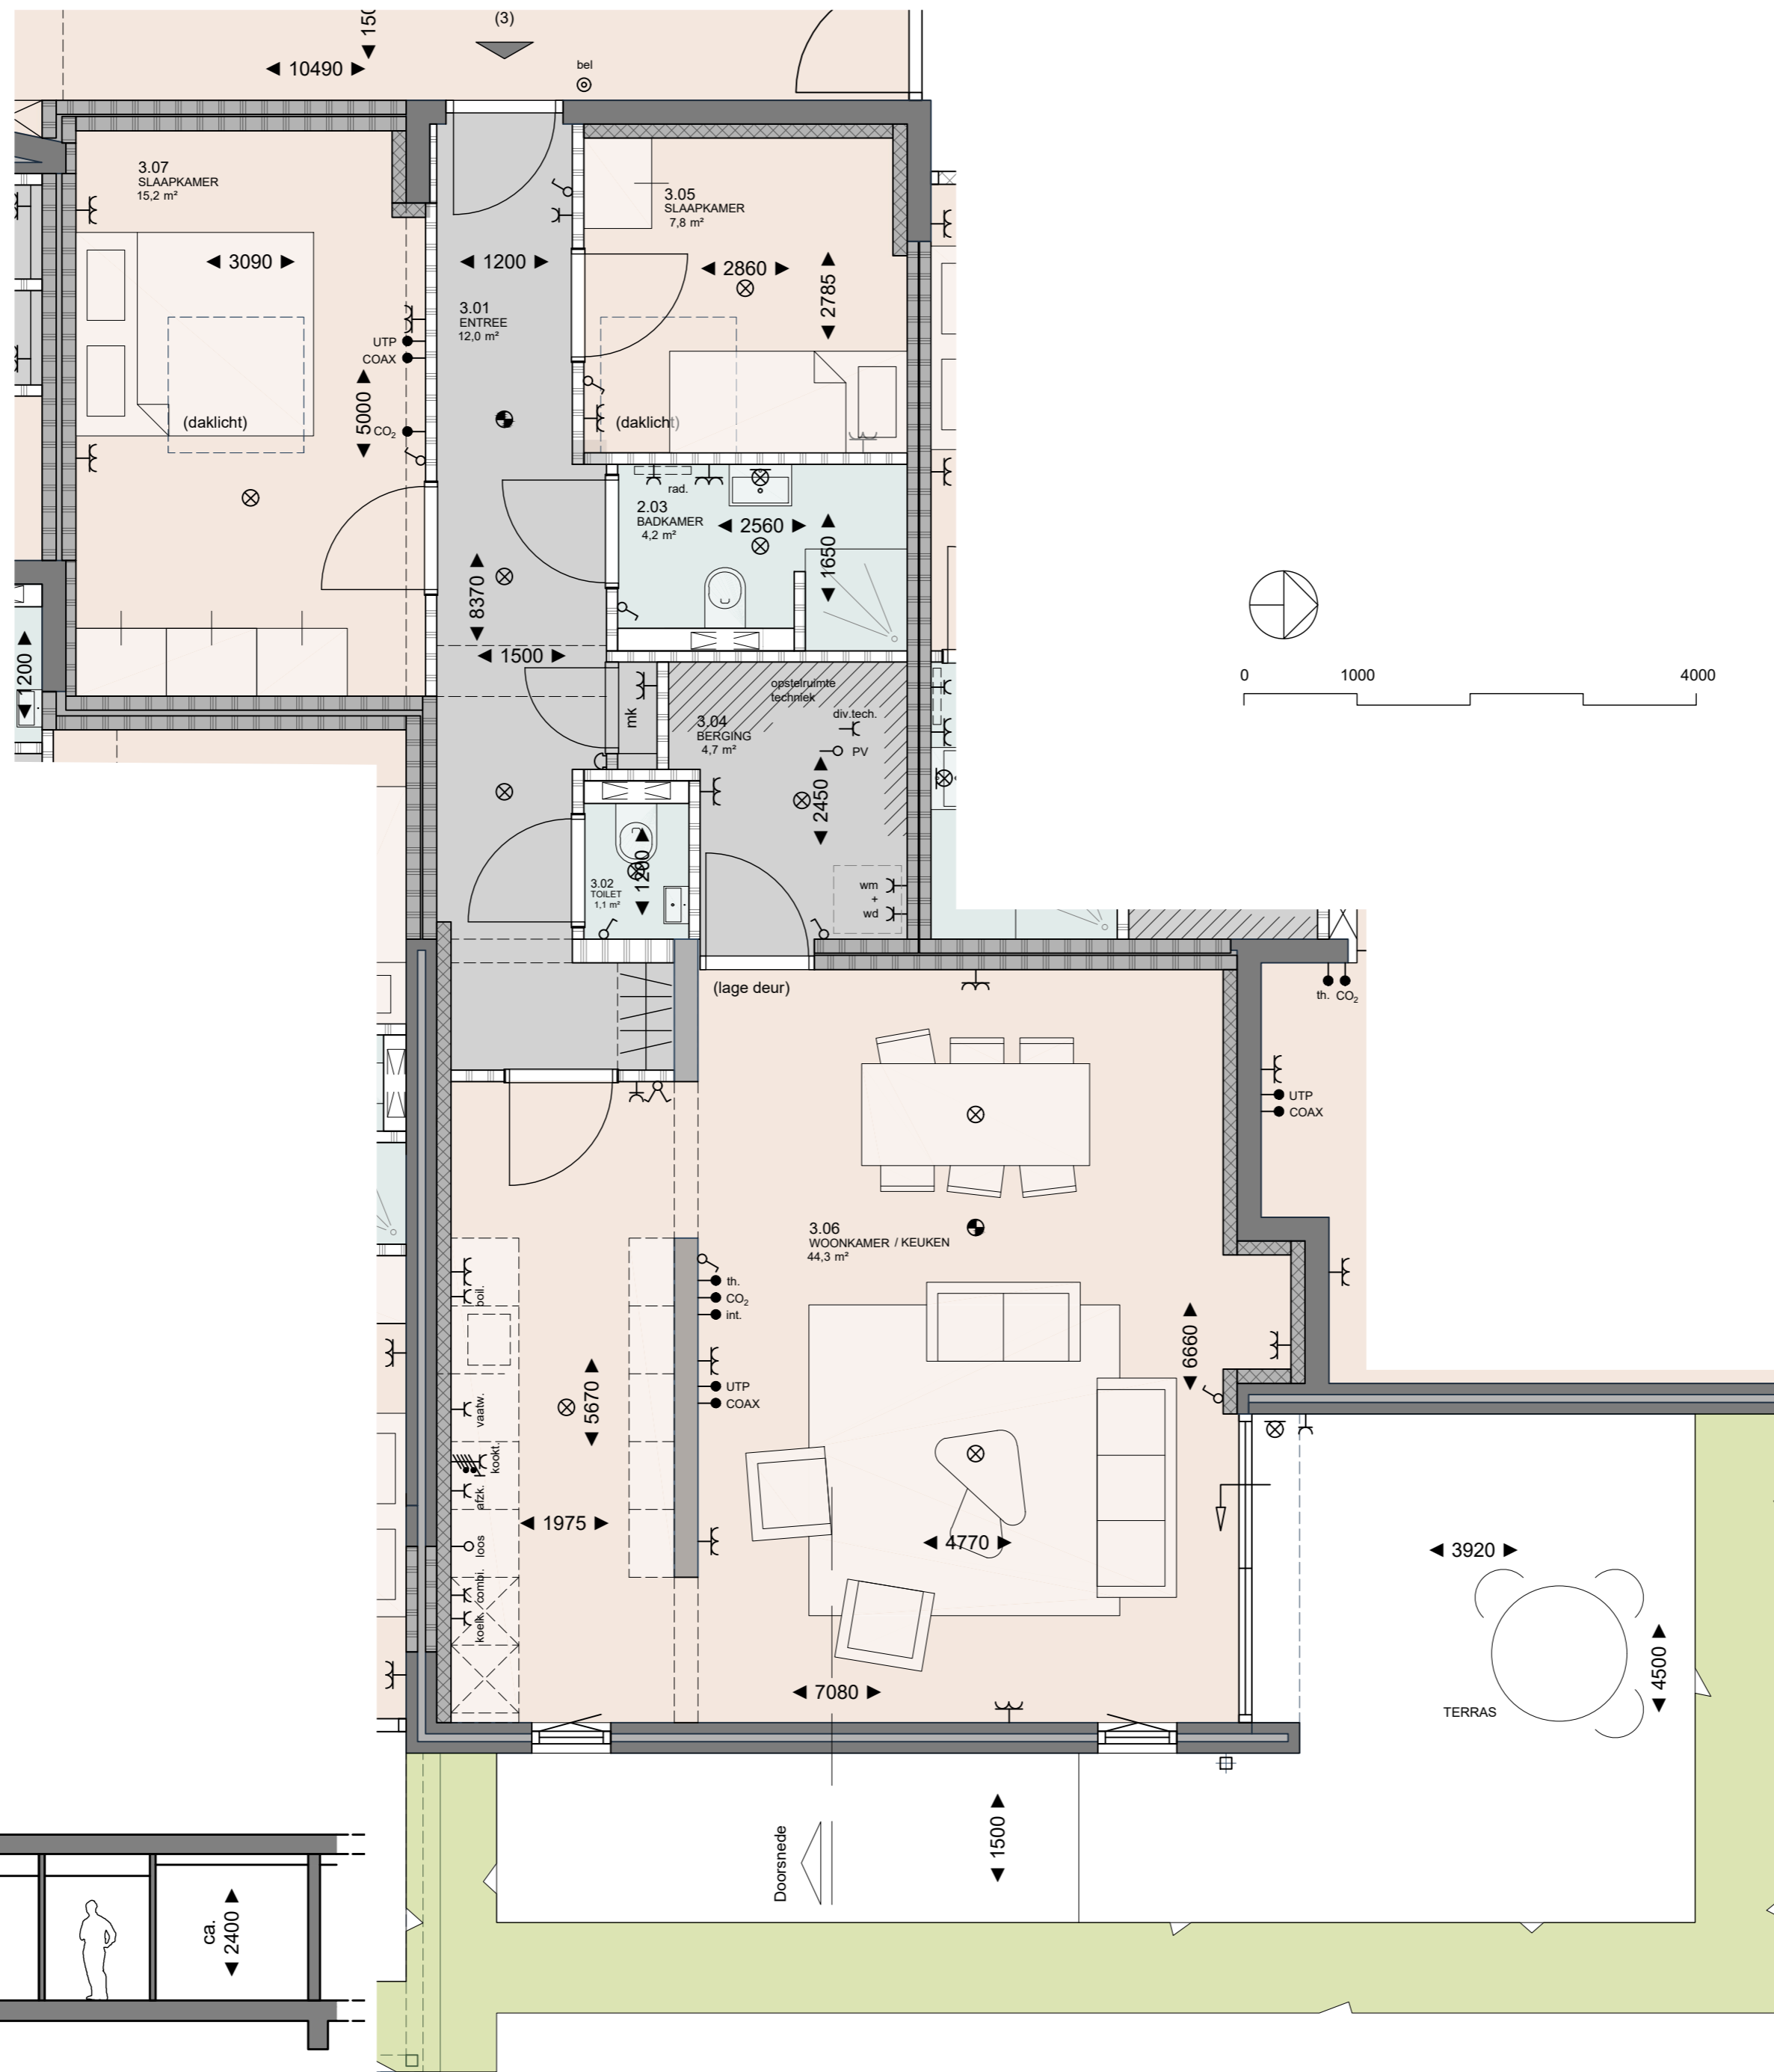 (3)
150
10490
bel
3.07
SLAAPKAMER
15,2 m²
3.05
SLAAPKAMER
7,8 m²
3090
1200
2860
2785
3.01
ENTREE
12,0 m²
UTP
COAX
5000
CO₂
(daklicht)
(daklicht)
rad.
2.03
BADKAMER
4,2 m²
2560
1650
8370
1500
1200
0 1000 4000
opstelruimte
techniek
mk
3.04
BERGING
4,7 m²
div.tech.
PV
2450
1200
3.02
TOILET
1,1 m²
wm
+
wd
(lage deur)
th. CO₂
UTP
COAX
3.06
WOONKAMER / KEUKEN
44,3 m²
th.
CO₂
int.
UTP
COAX
boil.
vaatw.
kookt.
afzk.
loos
combi.
koelk.
5670
6660
1975
4770
3920
7080
4500
TERRAS
Doorsnede
1500
ca.
2400